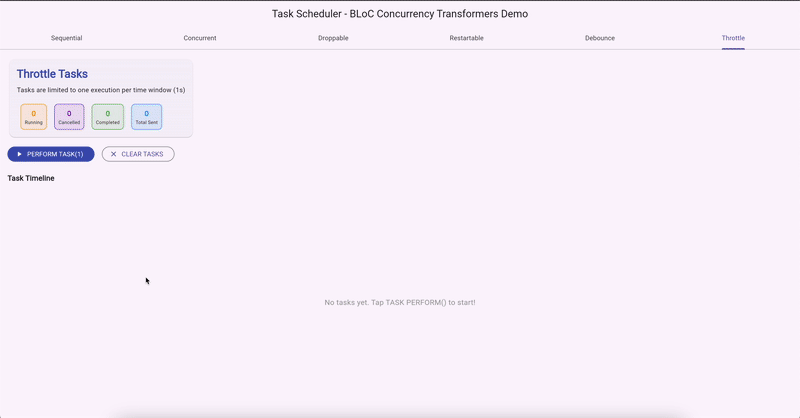 Task Scheduler - BLoC Concurrency Transformers Demo
Sequential Concurrent Droppable Restartable Debounce Throttle
Throttle Tasks
Tasks are limited to one execution per time window (1s)
0 0 0 0
Running Cancelled Completed Total Sent
PERFORM TASK(1) CLEAR TASKS
Task Timeline
No tasks yet. Tap TASK PERFORM() to start!